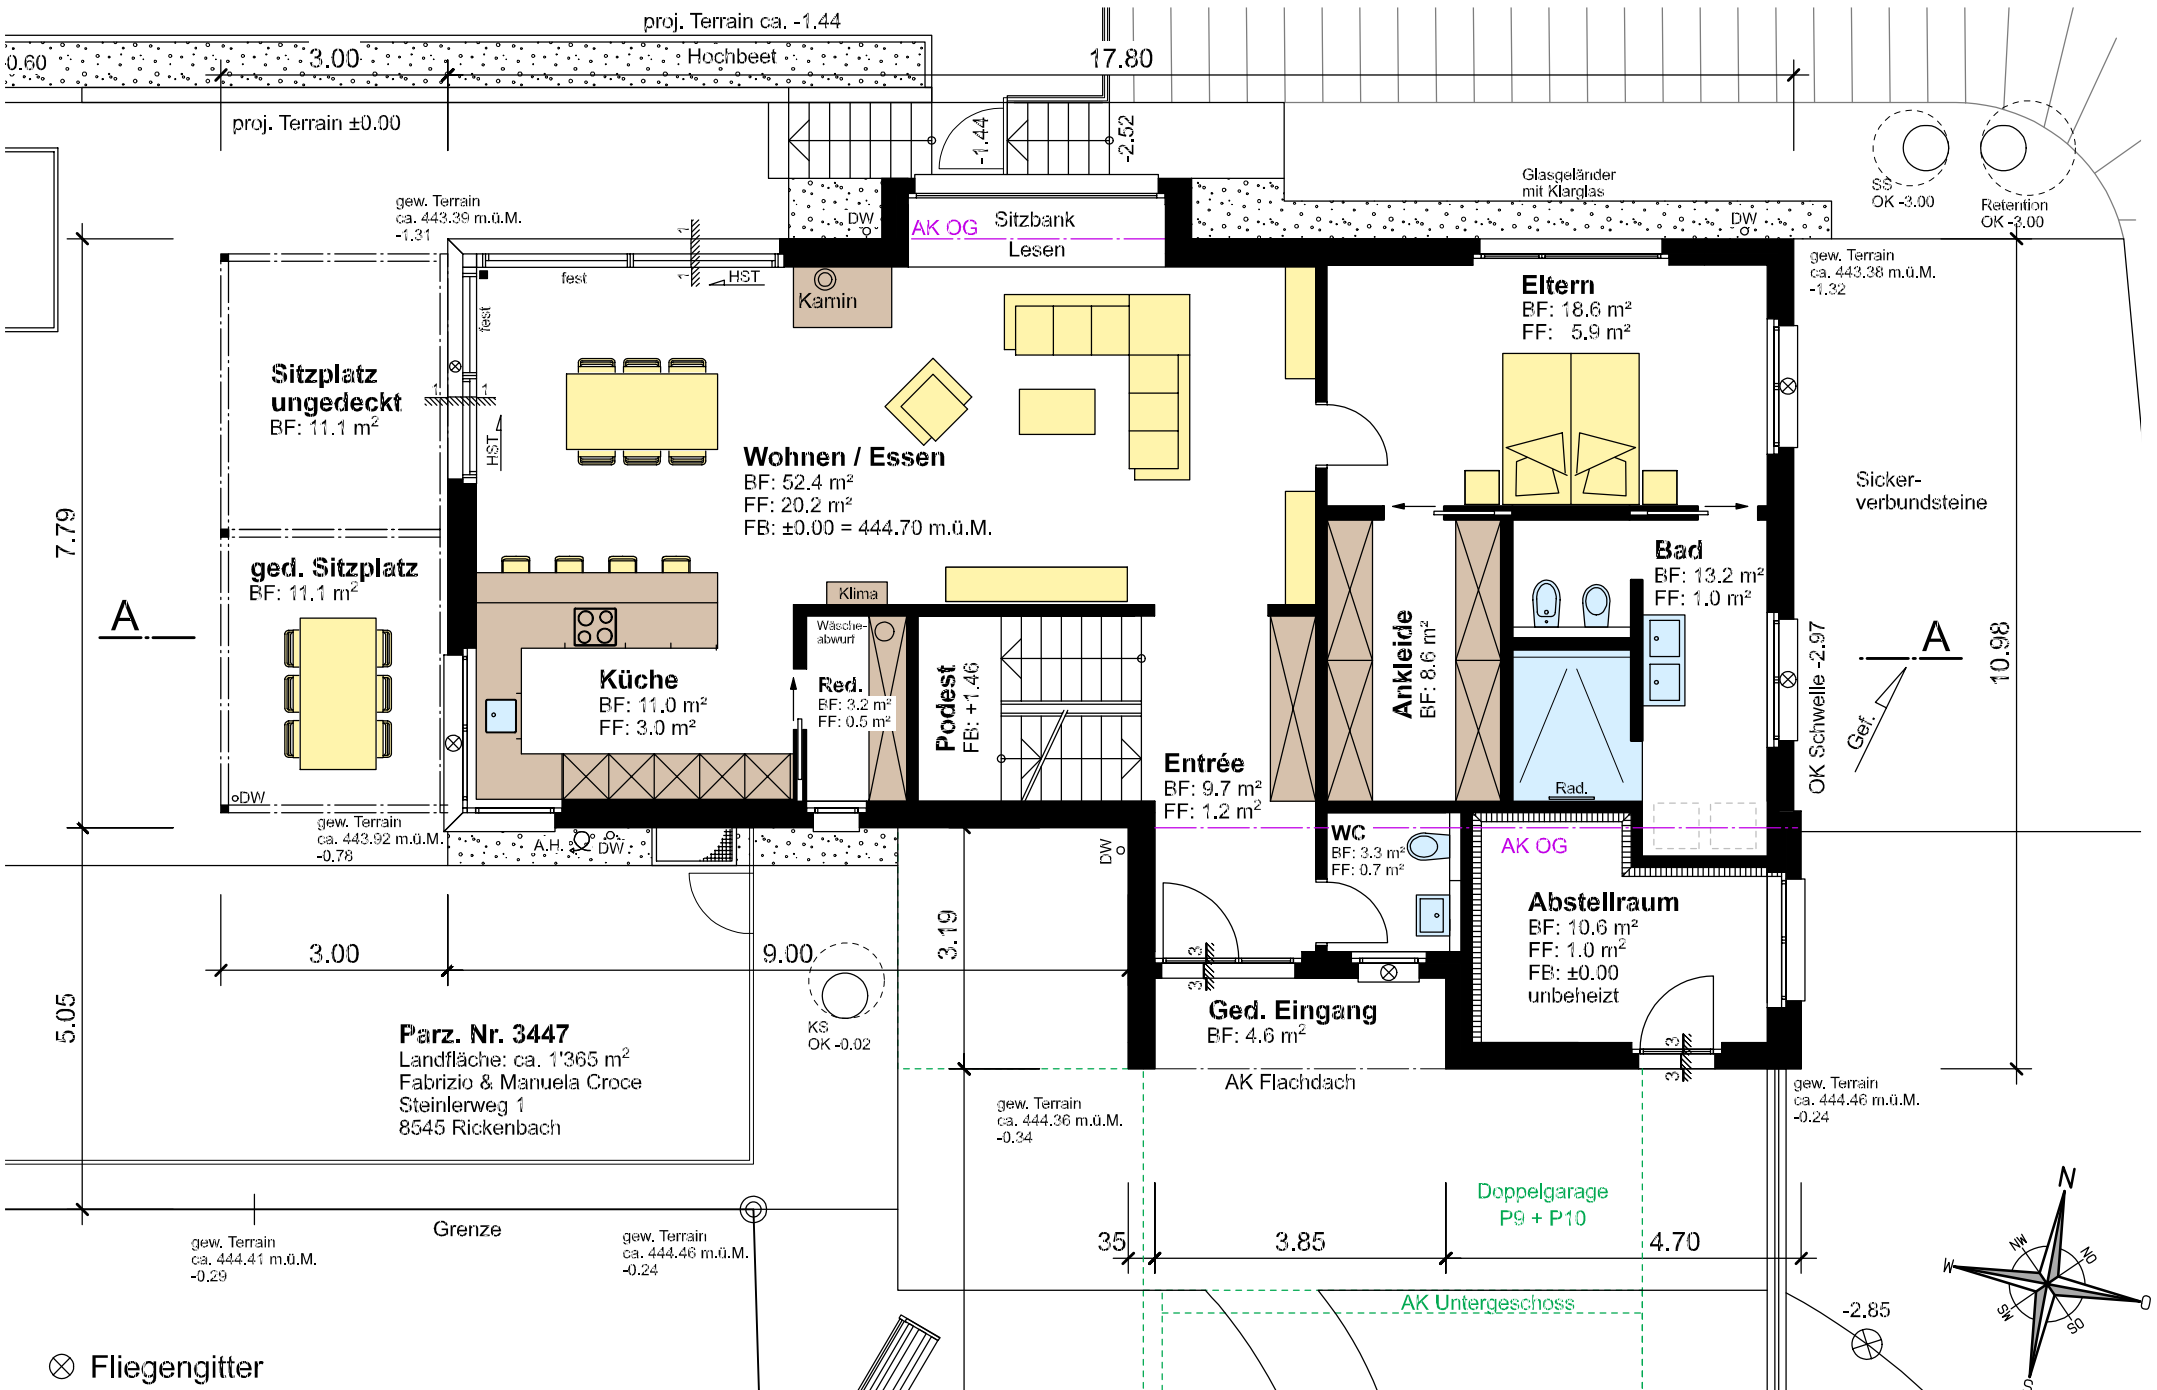 proj. Terrain ca. -1.44
0.60
3.00
Hochbeet
17.80
proj. Terrain ±0.00
-1.44
-2.52
gew. Terrain
ca. 443.39 m.ü.M.
-1.31
DW
AK OG
Sitzbank
Lesen
Glasgeländer
mit Klarglas
DW
SS
OK -3.00
Retention
OK -3.00
gew. Terrain
ca. 443.38 m.ü.M.
-1.32
fest
1
1
HST
Kamin
fest
Eltern
BF: 18.6 m²
FF: 5.9 m²
Sitzplatz
ungedeckt
BF: 11.1 m²
1
1
HST
Wohnen / Essen
BF: 52.4 m²
FF: 20.2 m²
FB: ±0.00 = 444.70 m.ü.M.
Sicker-
verbundsteine
7.79
ged. Sitzplatz
BF: 11.1 m²
Bad
BF: 13.2 m²
FF: 1.0 m²
Klima
A
Wäsche-
abwurf
Ankleide
BF: 8.6 m²
A
10.98
OK Schwelle -2.97
Gef.
Küche
BF: 11.0 m²
FF: 3.0 m²
Red.
BF: 3.2 m²
FF: 0.5 m²
Podest
FB: +1.46
Entrée
BF: 9.7 m²
FF: 1.2 m²
Rad.
DW
gew. Terrain
ca. 443.92 m.ü.M.
-0.78
A.H.
DW
DW
WC
BF: 3.3 m²
FF: 0.7 m²
AK OG
Abstellraum
BF: 10.6 m²
FF: 1.0 m²
FB: ±0.00
unbeheizt
3.00
9.00
3.19
3
3
5.05
KS
OK -0.02
Ged. Eingang
BF: 4.6 m²
3
3
Parz. Nr. 3447
Landfläche: ca. 1'365 m²
Fabrizio & Manuela Croce
Steinlerweg 1
8545 Rickenbach
AK Flachdach
gew. Terrain
ca. 444.36 m.ü.M.
-0.34
gew. Terrain
ca. 444.46 m.ü.M.
-0.24
Doppelgarage
P9 + P10
Grenze
gew. Terrain
ca. 444.41 m.ü.M.
-0.29
gew. Terrain
ca. 444.46 m.ü.M.
-0.24
35
3.85
4.70
AK Untergeschoss
-2.85
N
NW
NO
W
O
SW
SO
S
Fliegengitter